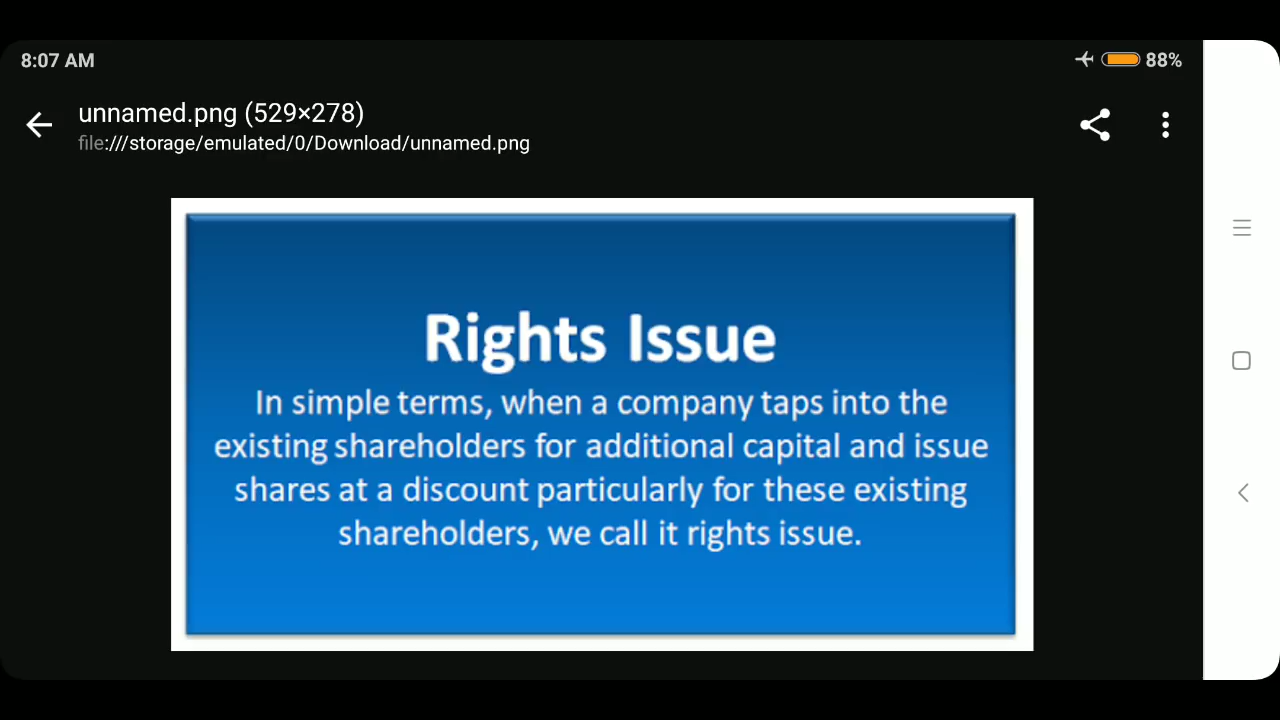 8:07 AM
88%
unnamed.png (529×278)
file:///storage/emulated/0/Download/unnamed.png
Rights Issue
In simple terms, when a company taps into the
existing shareholders for additional capital and issue
shares at a discount particularly for these existing
shareholders, we call it rights issue.